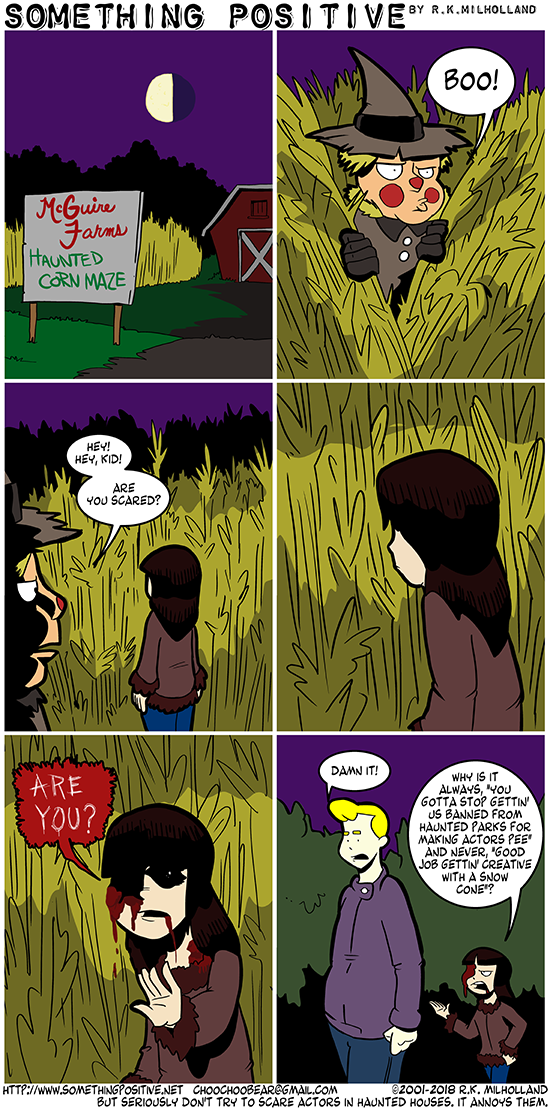 SOMETHING POSITIVE BY R.K.MILHOLLAND
McGuire
Farms
HAUNTED
CORN MAZE
BOO!
HEY!
HEY, KID!
ARE
YOU SCARED?
ARE
YOU?
DAMN IT!
WHY IS IT
ALWAYS, "YOU
GOTTA STOP GETTIN'
US BANNED FROM
HAUNTED PARKS FOR
MAKING ACTORS PEE"
AND NEVER, "GOOD
JOB GETTIN' CREATIVE
WITH A SNOW
CONE"?
HTTP://WWW.SOMETHINGPOSITIVE.NET CHOOCHOOBEAR@GMAIL.COM ©2001-2018 R.K. MILHOLLAND
BUT SERIOUSLY DON'T TRY TO SCARE ACTORS IN HAUNTED HOUSES. IT ANNOYS THEM.